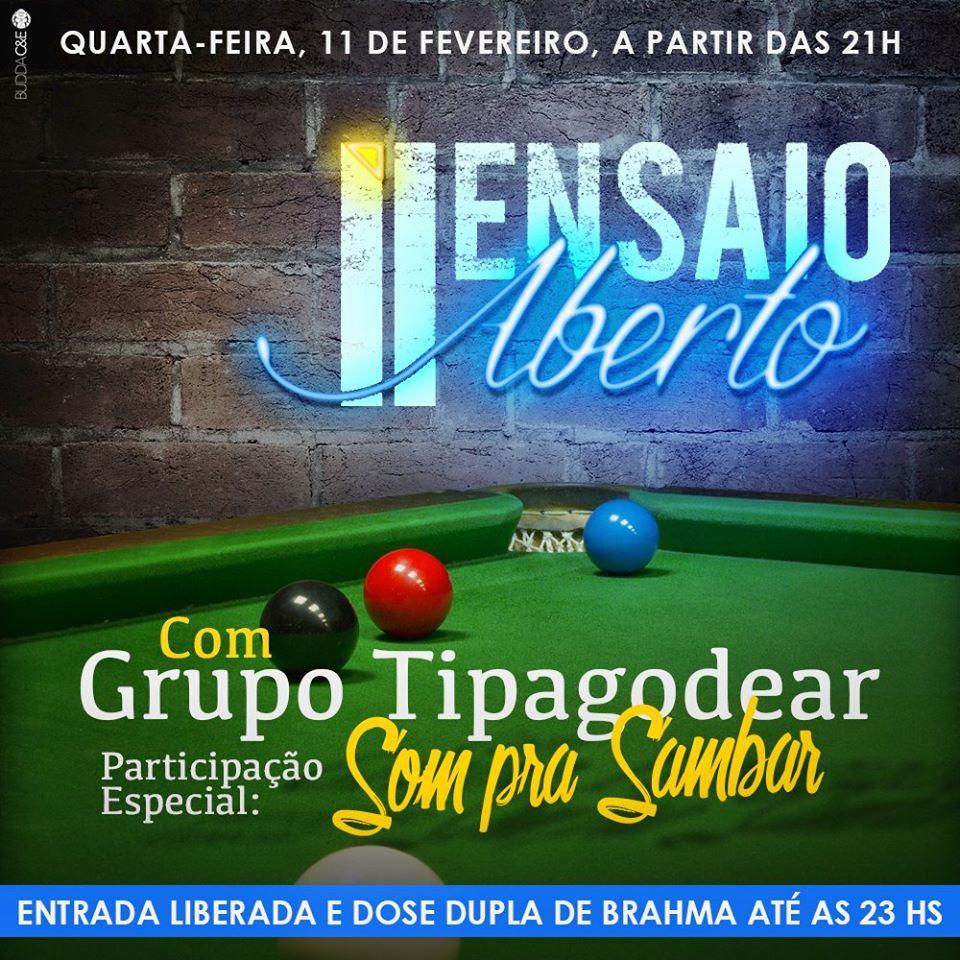 BUDDAC&E
QUARTA-FEIRA, 11 DE FEVEREIRO, A PARTIR DAS 21H
II ENSAIO
Aberto
Com
Grupo Tipagodear
Participação
Especial:
Som pra Sambar
ENTRADA LIBERADA E DOSE DUPLA DE BRAHMA ATÉ AS 23 HS